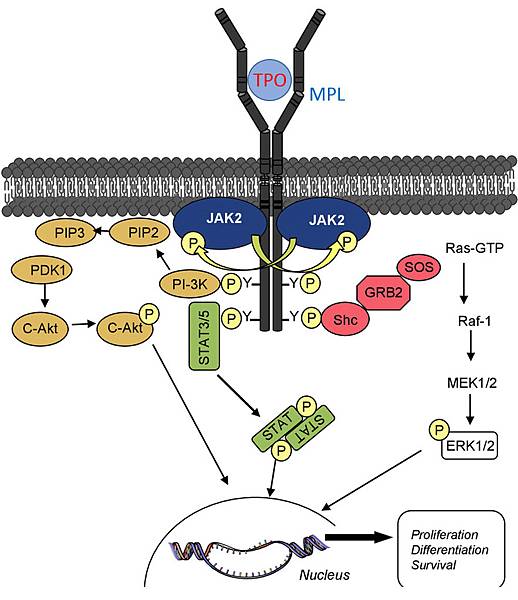 TPO
MPL
JAK2
JAK2
P
P
PIP3
PIP2
Ras-GTP
SOS
PDK1
PI-3K
P
Y
Y
P
GRB2
C-Akt
C-Akt
P
STAT3/5
P
Y
Y
P
Shc
Raf-1
MEK1/2
P
ERK1/2
STAT
P
STAT
P
Proliferation
Differentiation
Survival
Nucleus